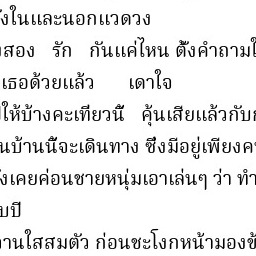 งในและนอกแวดวง
งสอง รัก กันแค่ไหน ตั้งคำถามใ
เธอด้วยแล้ว เดาใจ
ให้บ้างคะเทียวนี้ คุ้นเสียแล้วกับก
นบ้านนี้จะเดินทาง ซึ่งมีอยู่เพียงค
งเคยค่อนชายหนุ่มเอาเล่นๆ ว่า ทำ
บปี
งานใสสมตัว ก่อนชะโงกหน้ามองข้